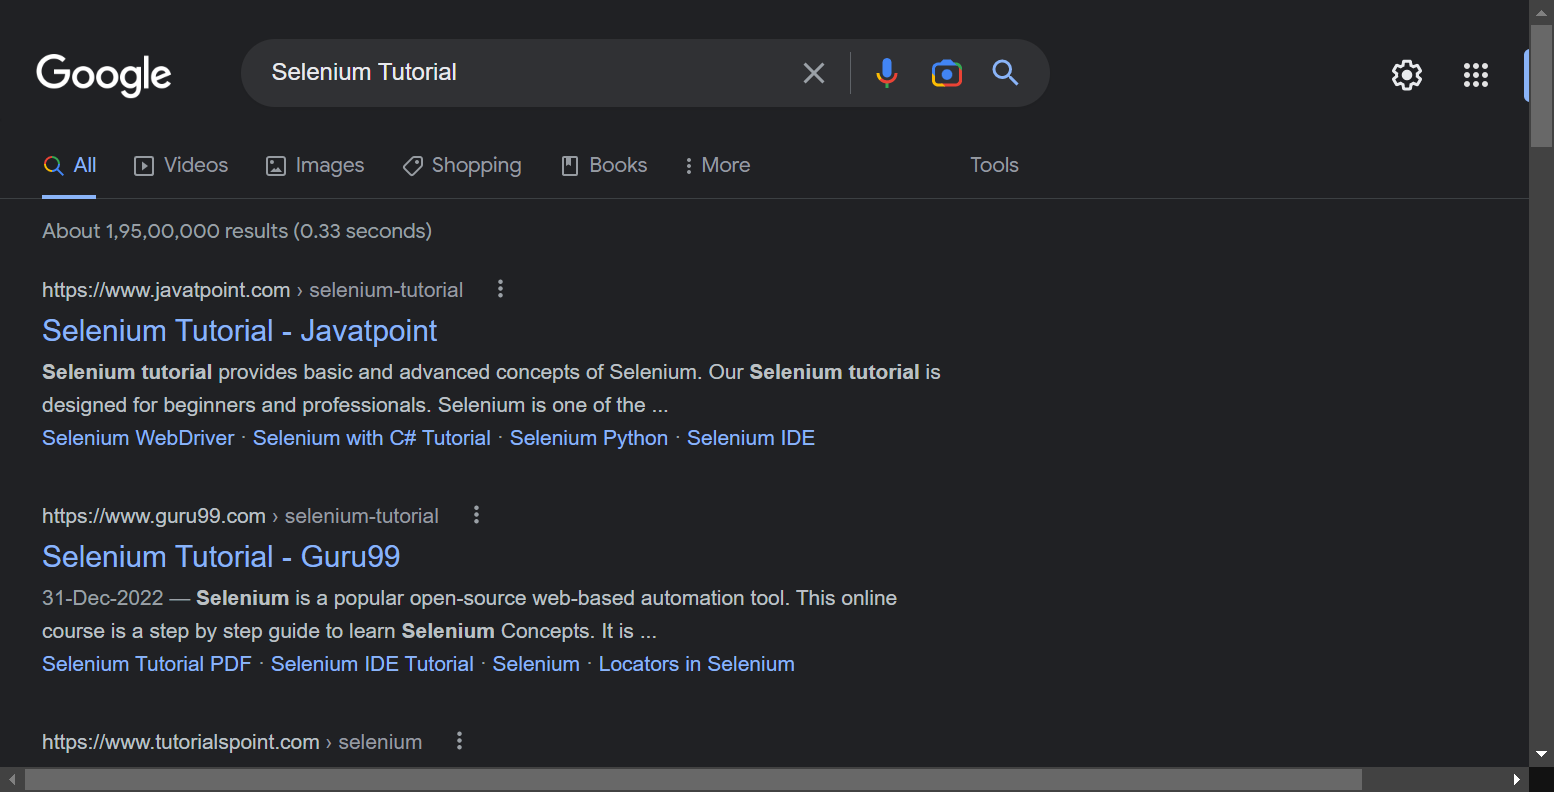 Google
Selenium Tutorial
All Videos Images Shopping Books More Tools
About 1,95,00,000 results (0.33 seconds)
https://www.javatpoint.com › selenium-tutorial
Selenium Tutorial - Javatpoint
Selenium tutorial provides basic and advanced concepts of Selenium. Our Selenium tutorial is
designed for beginners and professionals. Selenium is one of the ...
Selenium WebDriver · Selenium with C# Tutorial · Selenium Python · Selenium IDE
https://www.guru99.com › selenium-tutorial
Selenium Tutorial - Guru99
31-Dec-2022 — Selenium is a popular open-source web-based automation tool. This online
course is a step by step guide to learn Selenium Concepts. It is ...
Selenium Tutorial PDF · Selenium IDE Tutorial · Selenium · Locators in Selenium
https://www.tutorialspoint.com › selenium